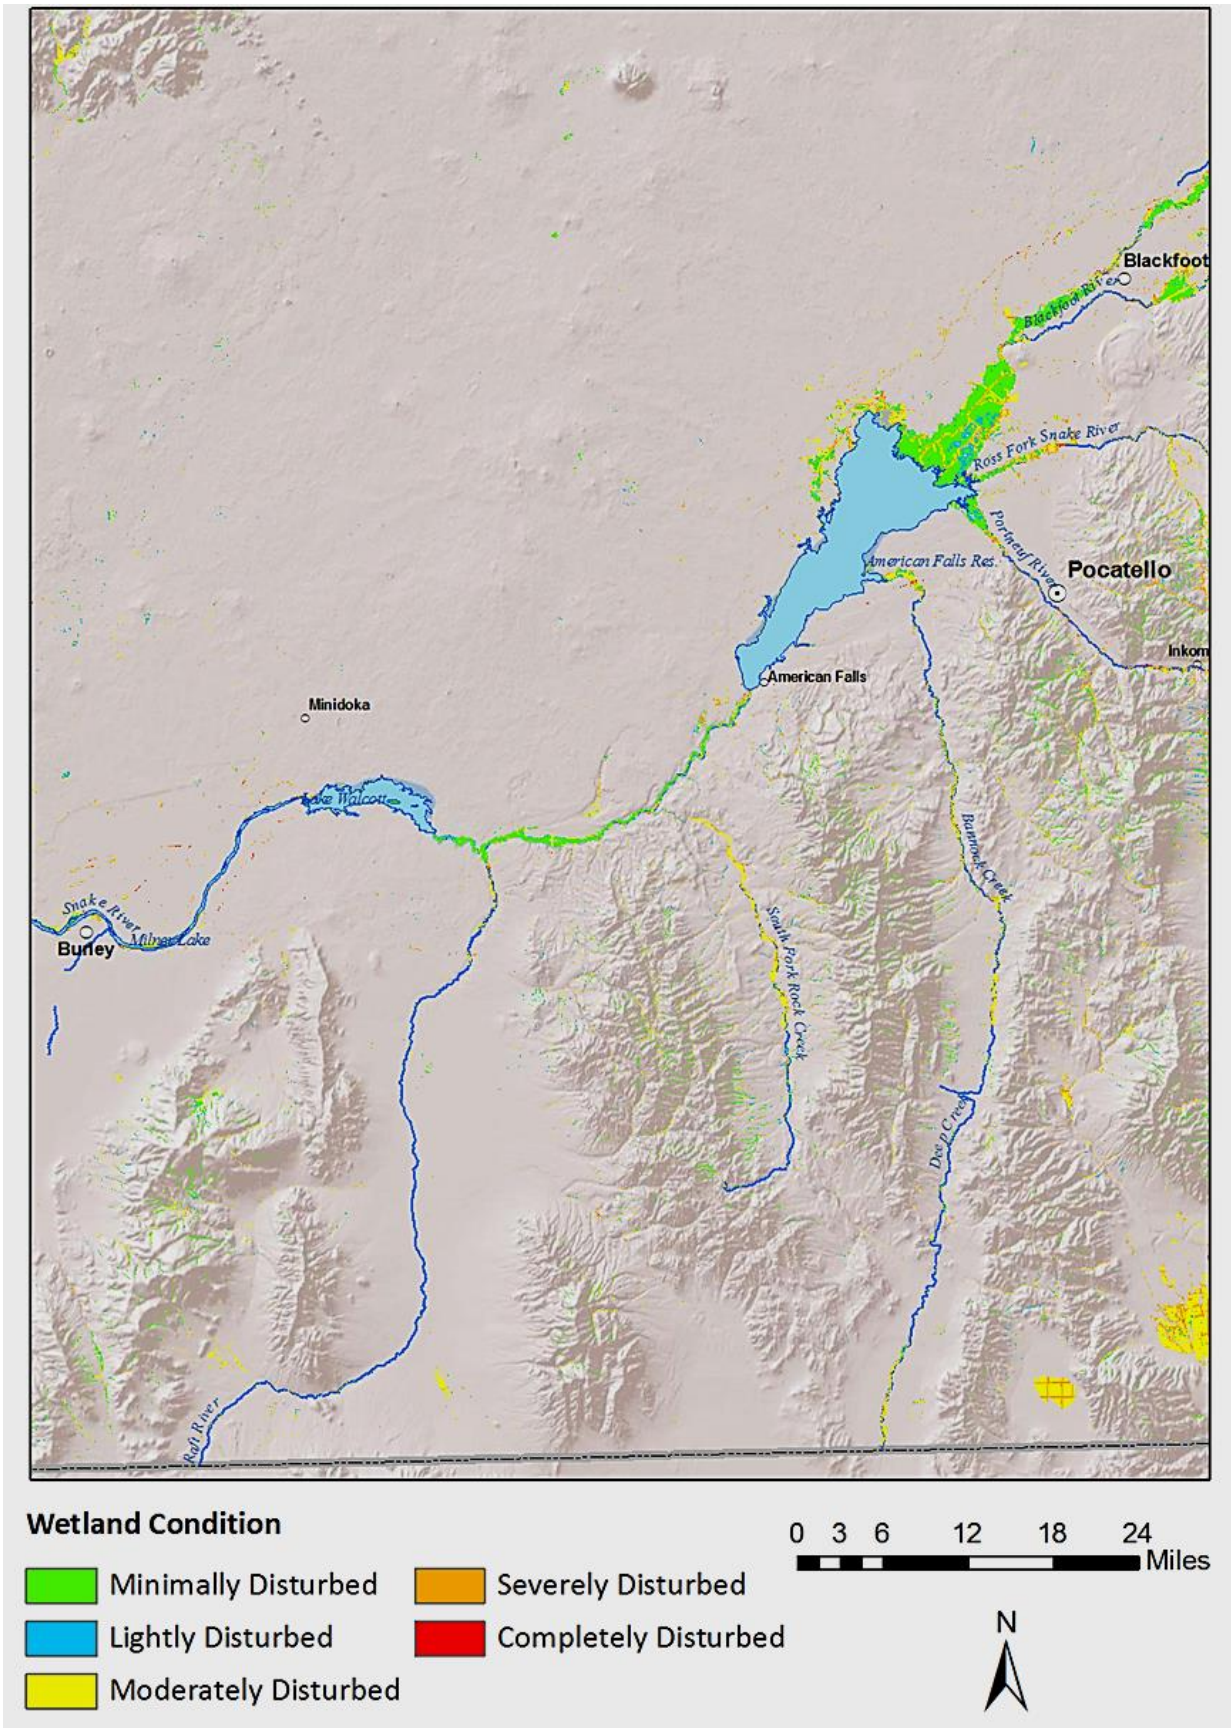 Blackfoot
Blackfoot River
Ross Fork Snake River
Portneuf River
American Falls Res.
Pocatello
Inkom
American Falls
Minidoka
Lake Walcott
Bannock Creek
Snake River
Milner Lake
Burley
South Fork Rock Creek
Deep Creek
Raft River
Wetland Condition
0 3 6 12 18 24
Miles
Minimally Disturbed
Severely Disturbed
Lightly Disturbed
Completely Disturbed
Moderately Disturbed
N